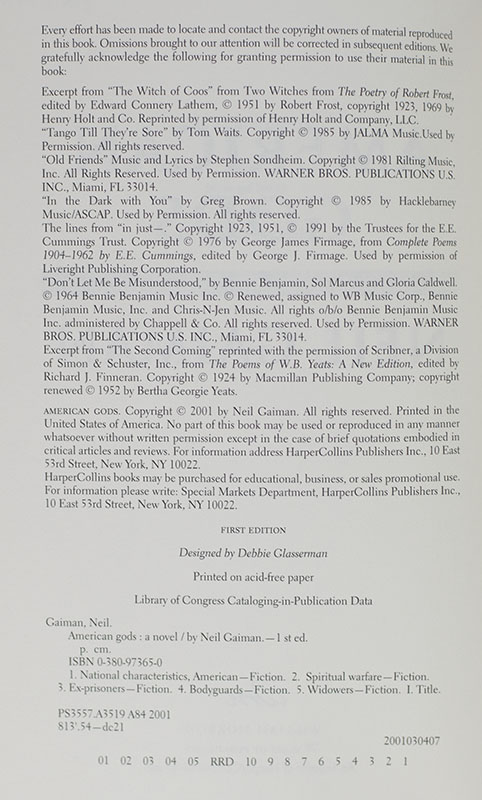 Every effort has been made to locate and contact the copyright owners of material reproduced
in this book. Omissions brought to our attention will be corrected in subsequent editions. We
gratefully acknowledge the following for granting permission to use their material in this
book:
Excerpt from “The Witch of Coos” from Two Witches from The Poetry of Robert Frost,
edited by Edward Connery Lathem, © 1951 by Robert Frost, copyright 1923, 1969 by
Henry Holt and Co. Reprinted by permission of Henry Holt and Company, LLC.
“Tango Till They’re Sore” by Tom Waits. Copyright © 1985 by JALMA Music.Used by
Permission. All rights reserved.
“Old Friends” Music and Lyrics by Stephen Sondheim. Copyright © 1981 Rilting Music,
Inc. All Rights Reserved. Used by Permission. WARNER BROS. PUBLICATIONS U.S.
INC., Miami, FL 33014.
“In the Dark with You” by Greg Brown. Copyright © 1985 by Hacklebarney
Music/ASCAP. Used by Permission. All rights reserved.
The lines from “in just—.” Copyright 1923, 1951, © 1991 by the Trustees for the E.E.
Cummings Trust. Copyright © 1976 by George James Firmage, from Complete Poems
1904–1962 by E.E. Cummings, edited by George J. Firmage. Used by permission of
Liveright Publishing Corporation.
“Don’t Let Me Be Misunderstood,” by Bennie Benjamin, Sol Marcus and Gloria Caldwell.
© 1964 Bennie Benjamin Music Inc. © Renewed, assigned to WB Music Corp., Bennie
Benjamin Music, Inc. and Chris-N-Jen Music. All rights o/b/o Bennie Benjamin Music
Inc. administered by Chappell & Co. All rights reserved. Used by Permission. WARNER
BROS. PUBLICATIONS U.S. INC., Miami, FL 33014.
Excerpt from “The Second Coming” reprinted with the permission of Scribner, a Division
of Simon & Schuster, Inc., from The Poems of W.B. Yeats: A New Edition, edited by
Richard J. Finneran. Copyright © 1924 by Macmillan Publishing Company; copyright
renewed © 1952 by Bertha Georgie Yeats.
AMERICAN GODS. Copyright © 2001 by Neil Gaiman. All rights reserved. Printed in the
United States of America. No part of this book may be used or reproduced in any manner
whatsoever without written permission except in the case of brief quotations embodied in
critical articles and reviews. For information address HarperCollins Publishers Inc., 10 East
53rd Street, New York, NY 10022.
HarperCollins books may be purchased for educational, business, or sales promotional use.
For information please write: Special Markets Department, HarperCollins Publishers Inc.,
10 East 53rd Street, New York, NY 10022.
FIRST EDITION
Designed by Debbie Glasserman
Printed on acid-free paper
Library of Congress Cataloging-in-Publication Data
Gaiman, Neil.
American gods : a novel / by Neil Gaiman.—1 st ed.
p. cm.
ISBN 0-380-97365-0
1. National characteristics, American—Fiction. 2. Spiritual warfare—Fiction.
3. Ex-prisoners—Fiction. 4. Bodyguards—Fiction. 5. Widowers—Fiction. I. Title.
PS3557.A3519 A84 2001
813'.54—dc21
2001030407
01 02 03 04 05 RRD 10 9 8 7 6 5 4 3 2 1